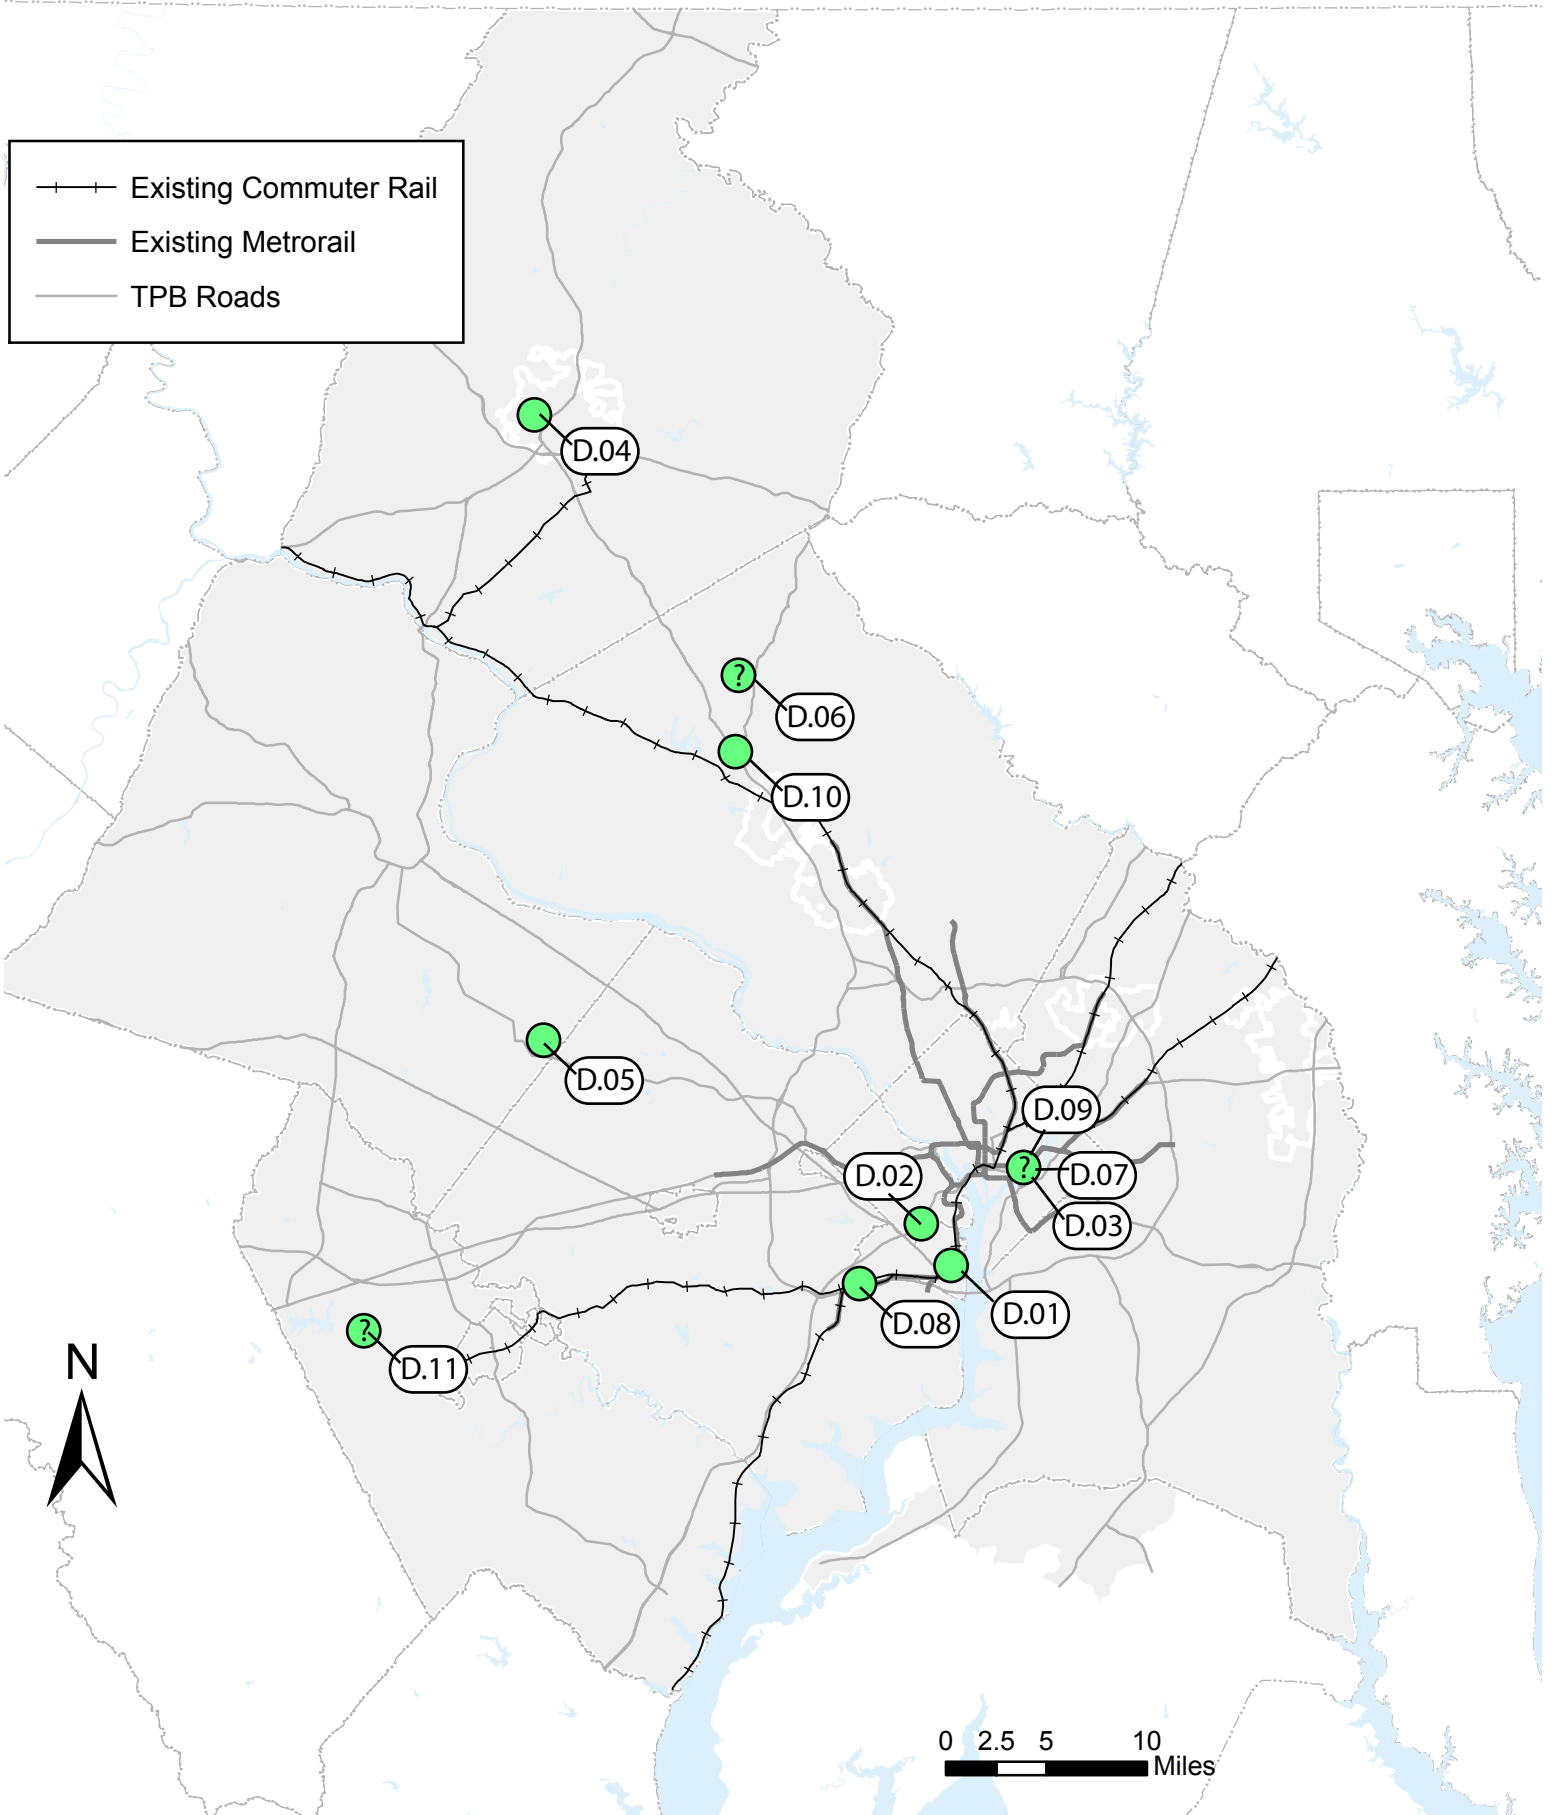 Existing Commuter Rail
Existing Metrorail
TPB Roads
D.04
?
D.06
D.10
D.05
D.09
D.02
?
D.07
D.03
D.08
D.01
?
D.11
N
0 2.5 5 10
Miles